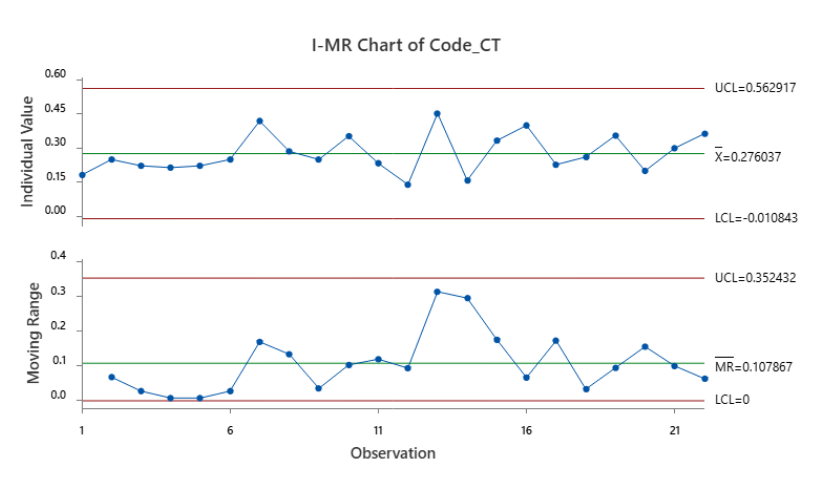 I-MR Chart of Code_CT
Individual Value
0.60
0.45
0.30
0.15
0.00
UCL=0.562917
X̅=0.276037
LCL=-0.010843
Moving Range
0.4
0.3
0.2
0.1
0.0
UCL=0.352432
M̅R̅=0.107867
LCL=0
1 6 11 16 21
Observation